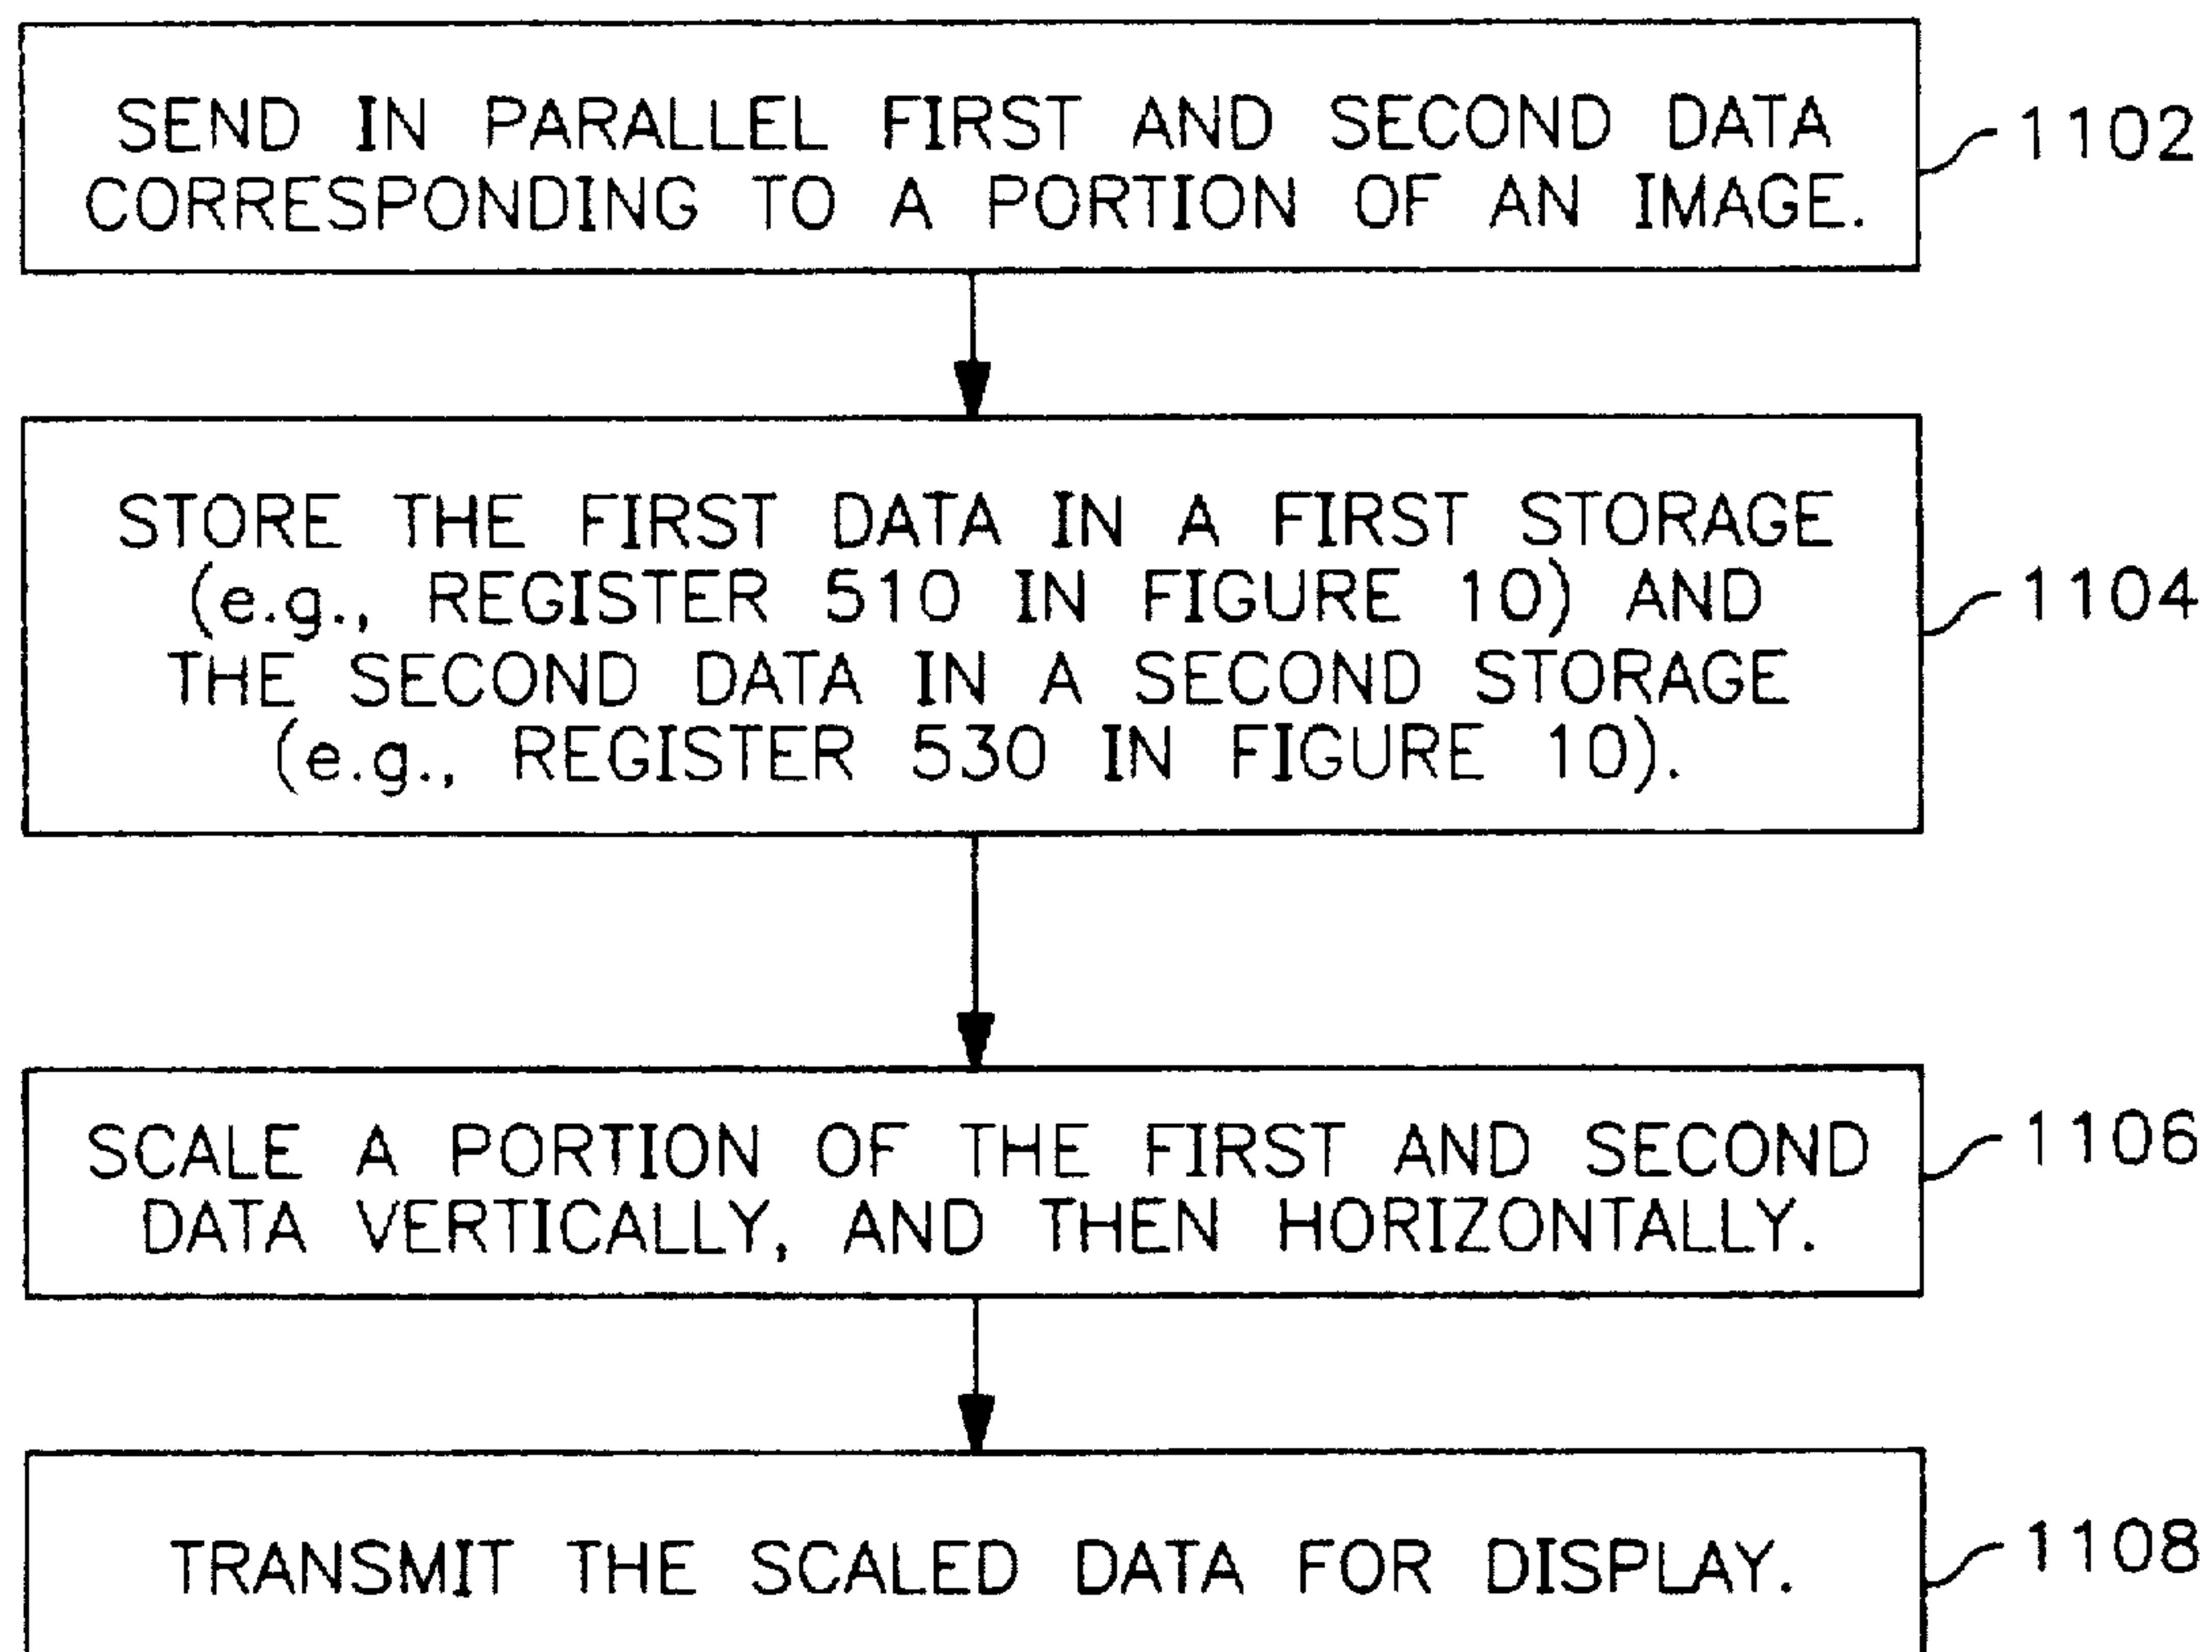 SEND IN PARALLEL FIRST AND SECOND DATA
CORRESPONDING TO A PORTION OF AN IMAGE.
1102
STORE THE FIRST DATA IN A FIRST STORAGE
(e.g., REGISTER 510 IN FIGURE 10) AND
THE SECOND DATA IN A SECOND STORAGE
(e.g., REGISTER 530 IN FIGURE 10).
1104
SCALE A PORTION OF THE FIRST AND SECOND
DATA VERTICALLY, AND THEN HORIZONTALLY.
1106
TRANSMIT THE SCALED DATA FOR DISPLAY.
1108